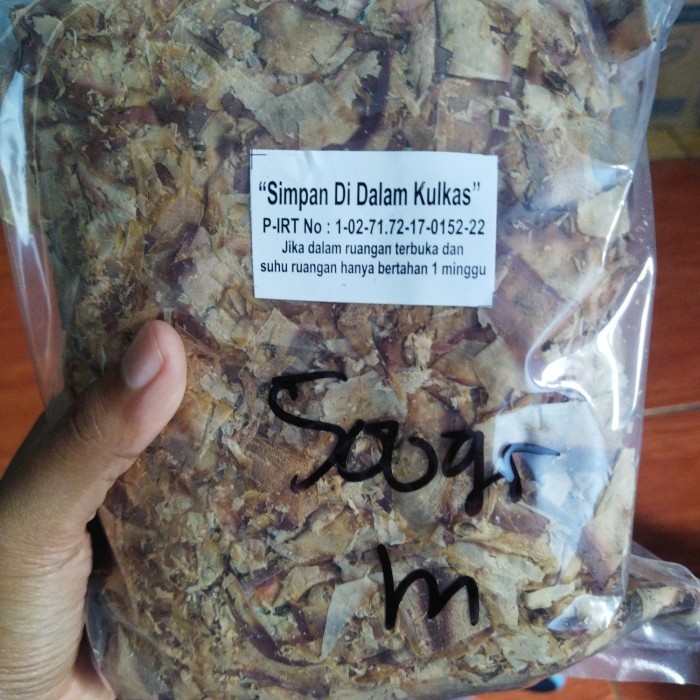 “Simpan Di Dalam Kulkas”
P-IRT No : 1-02-71.72-17-0152-22
Jika dalam ruangan terbuka dan
suhu ruangan hanya bertahan 1 minggu
500gr
m